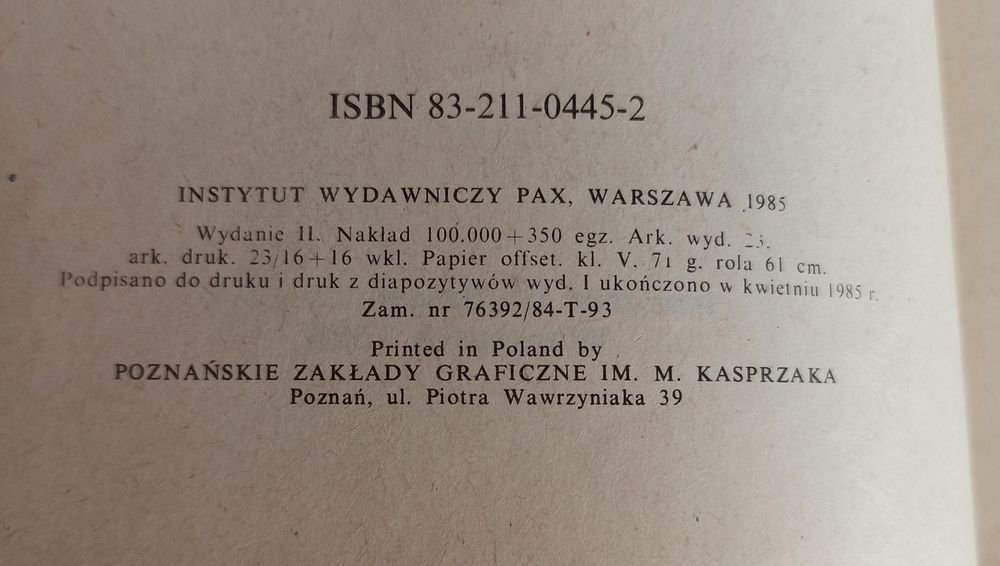 ISBN 83-211-0445-2
INSTYTUT WYDAWNICZY PAX, WARSZAWA 1985
Wydanie II. Nakład 100.000+350 egz. Ark. wyd.
ark. druk. 23/16+16 wkl. Papier offset. kl. V. 71 g. rola 61 cm.
Podpisano do druku i druk z diapozytywów wyd. I ukończono w kwietniu 1985 r.
Zam. nr 76392/84-T-93
Printed in Poland by
POZNAŃSKIE ZAKŁADY GRAFICZNE IM. M. KASPRZAKA
Poznań, ul. Piotra Wawrzyniaka 39